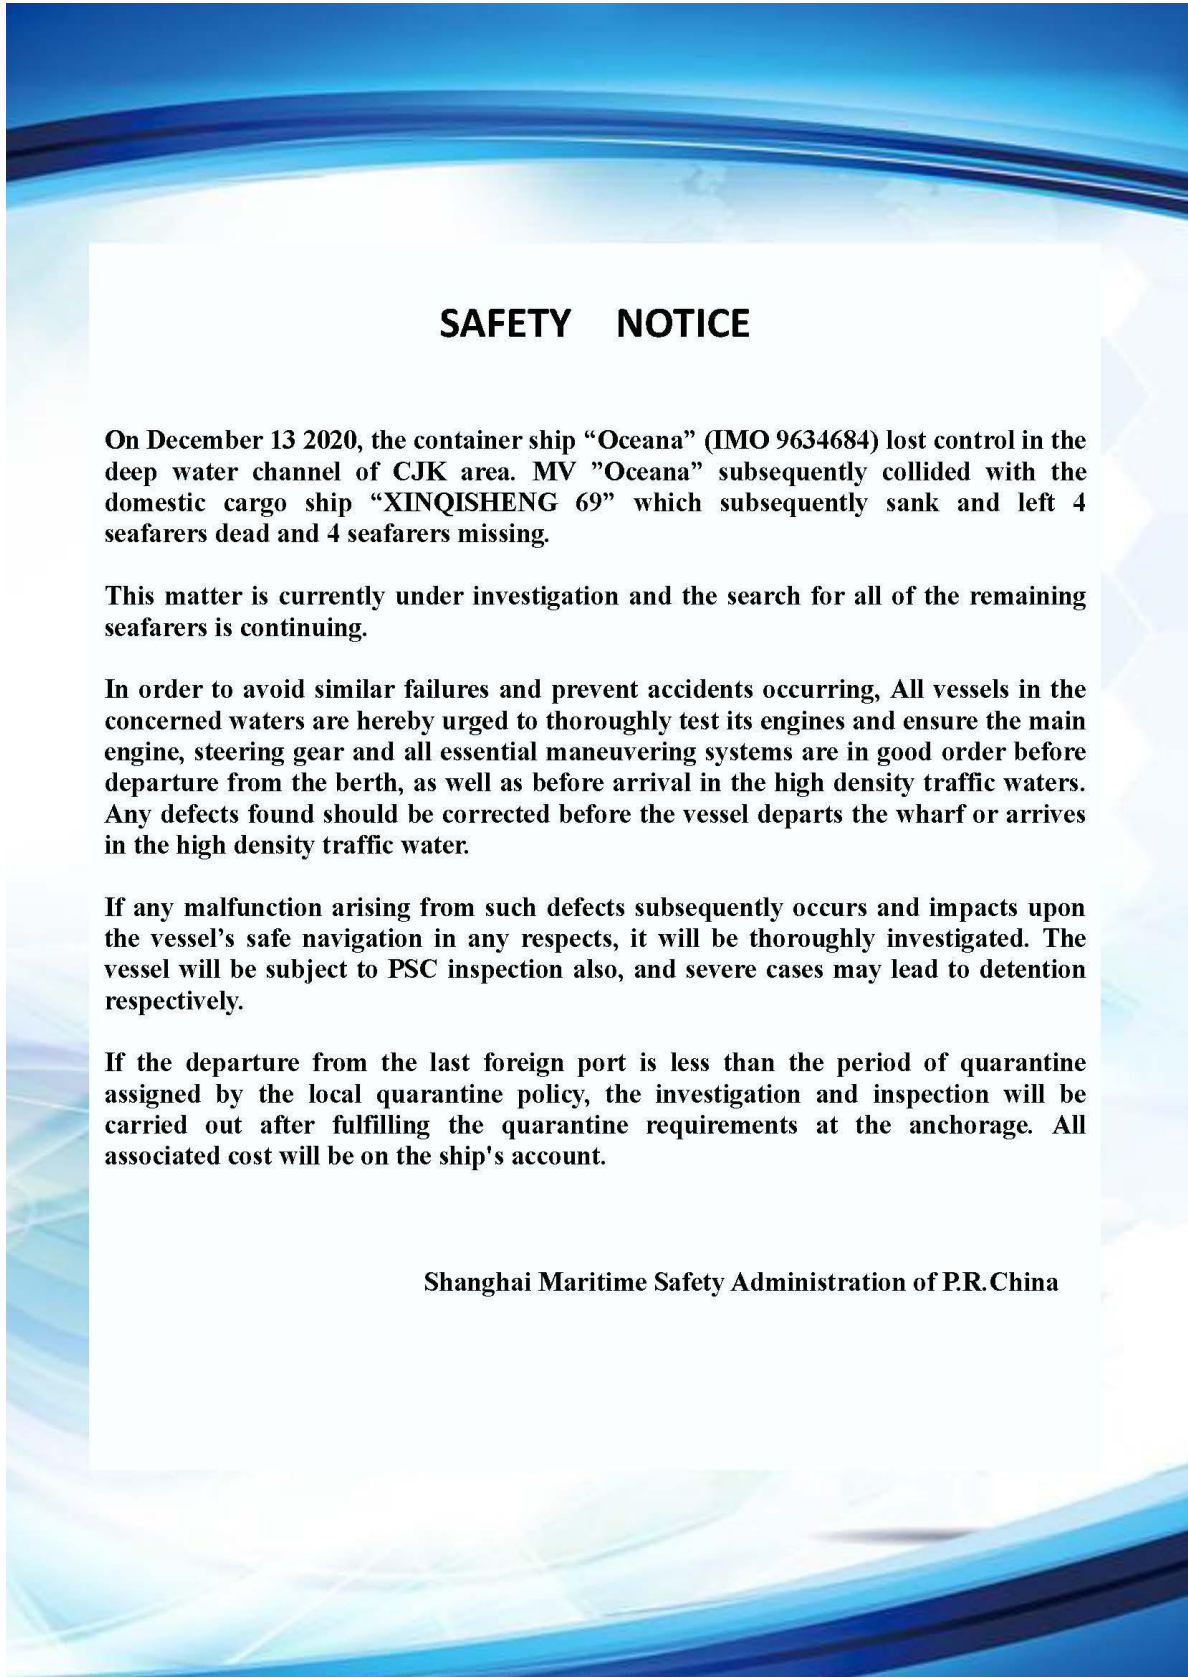 SAFETY NOTICE
On December 13 2020, the container ship “Oceana” (IMO 9634684) lost control in the
deep water channel of CJK area. MV ”Oceana” subsequently collided with the
domestic cargo ship “XINQISHENG 69” which subsequently sank and left 4
seafarers dead and 4 seafarers missing.
This matter is currently under investigation and the search for all of the remaining
seafarers is continuing.
In order to avoid similar failures and prevent accidents occurring, All vessels in the
concerned waters are hereby urged to thoroughly test its engines and ensure the main
engine, steering gear and all essential maneuvering systems are in good order before
departure from the berth, as well as before arrival in the high density traffic waters.
Any defects found should be corrected before the vessel departs the wharf or arrives
in the high density traffic water.
If any malfunction arising from such defects subsequently occurs and impacts upon
the vessel’s safe navigation in any respects, it will be thoroughly investigated. The
vessel will be subject to PSC inspection also, and severe cases may lead to detention
respectively.
If the departure from the last foreign port is less than the period of quarantine
assigned by the local quarantine policy, the investigation and inspection will be
carried out after fulfilling the quarantine requirements at the anchorage. All
associated cost will be on the ship's account.
Shanghai Maritime Safety Administration of P.R.China